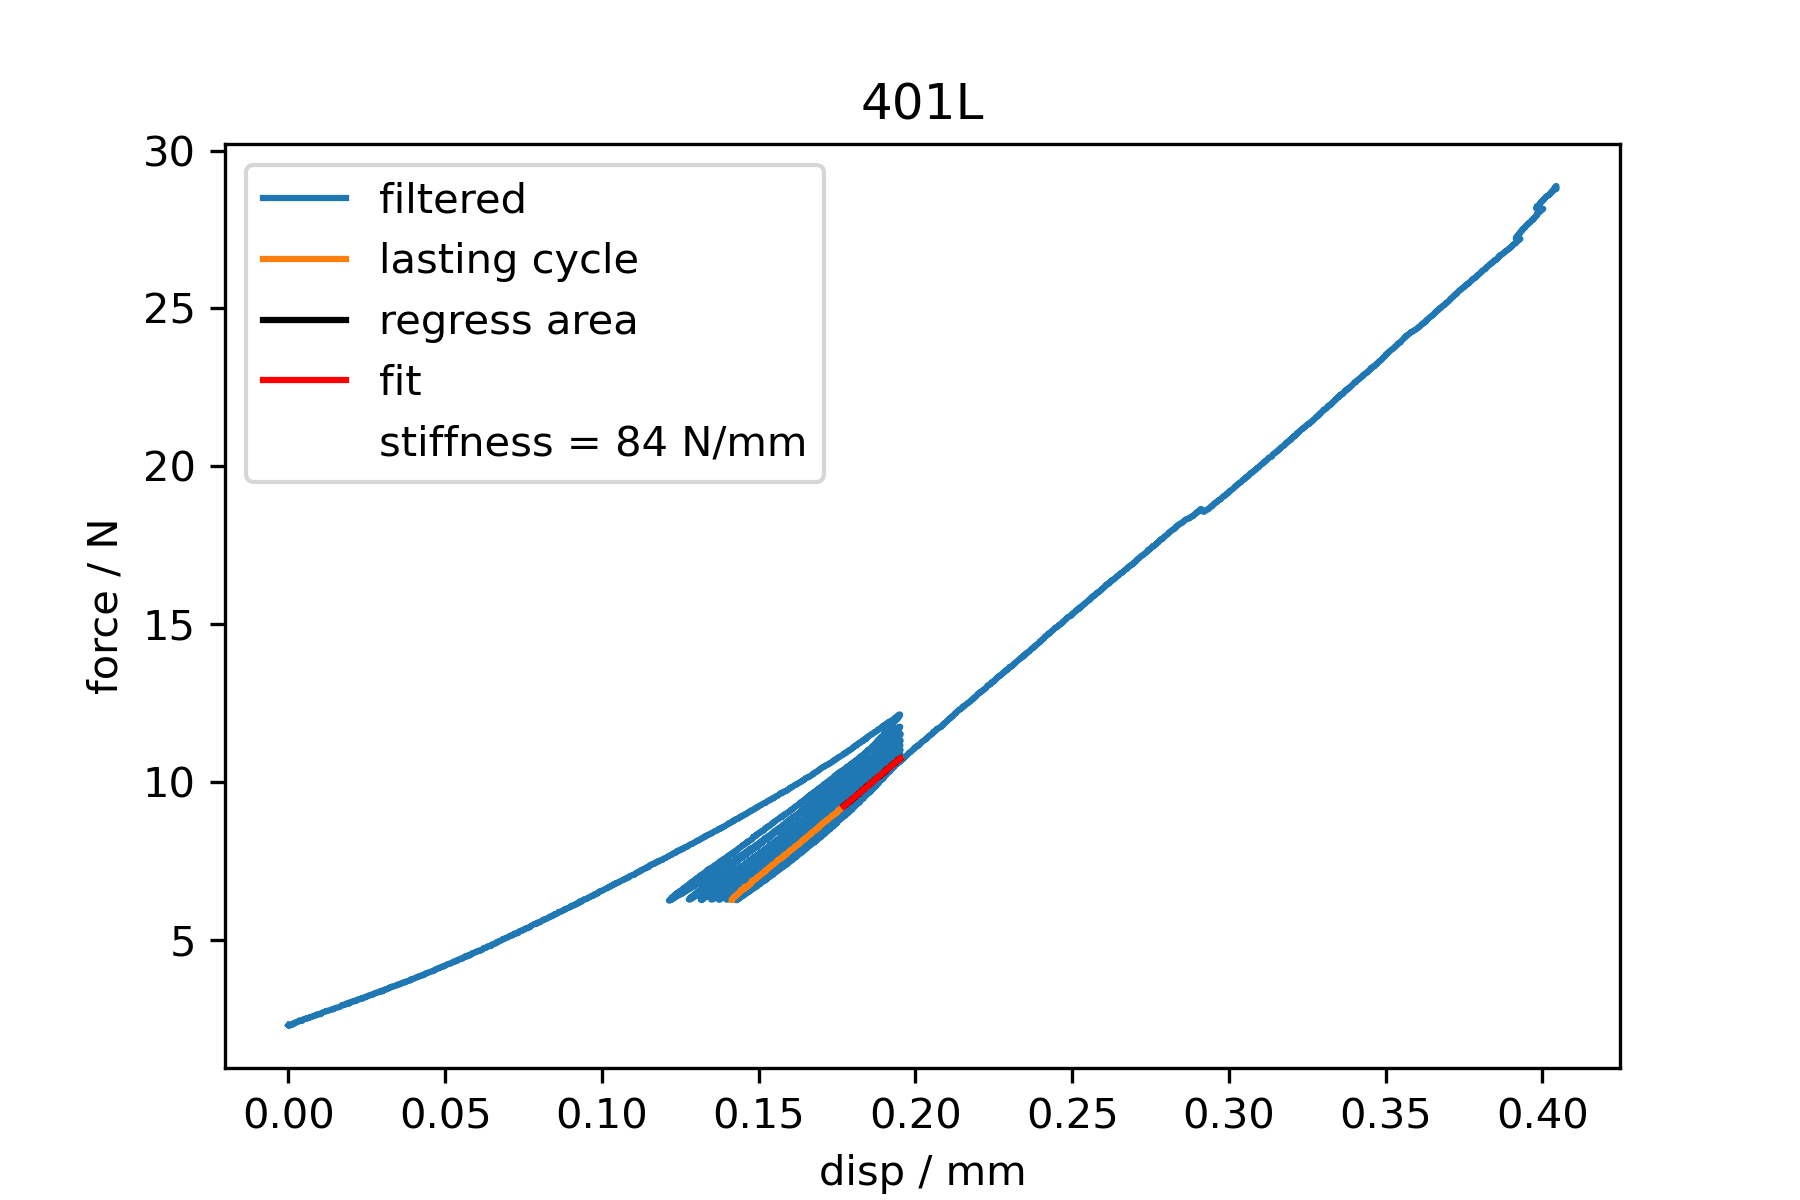 401L
30
25
20
15
10
5
force / N
filtered
lasting cycle
regress area
fit
stiffness = 84 N/mm
0.00 0.05 0.10 0.15 0.20 0.25 0.30 0.35 0.40
disp / mm